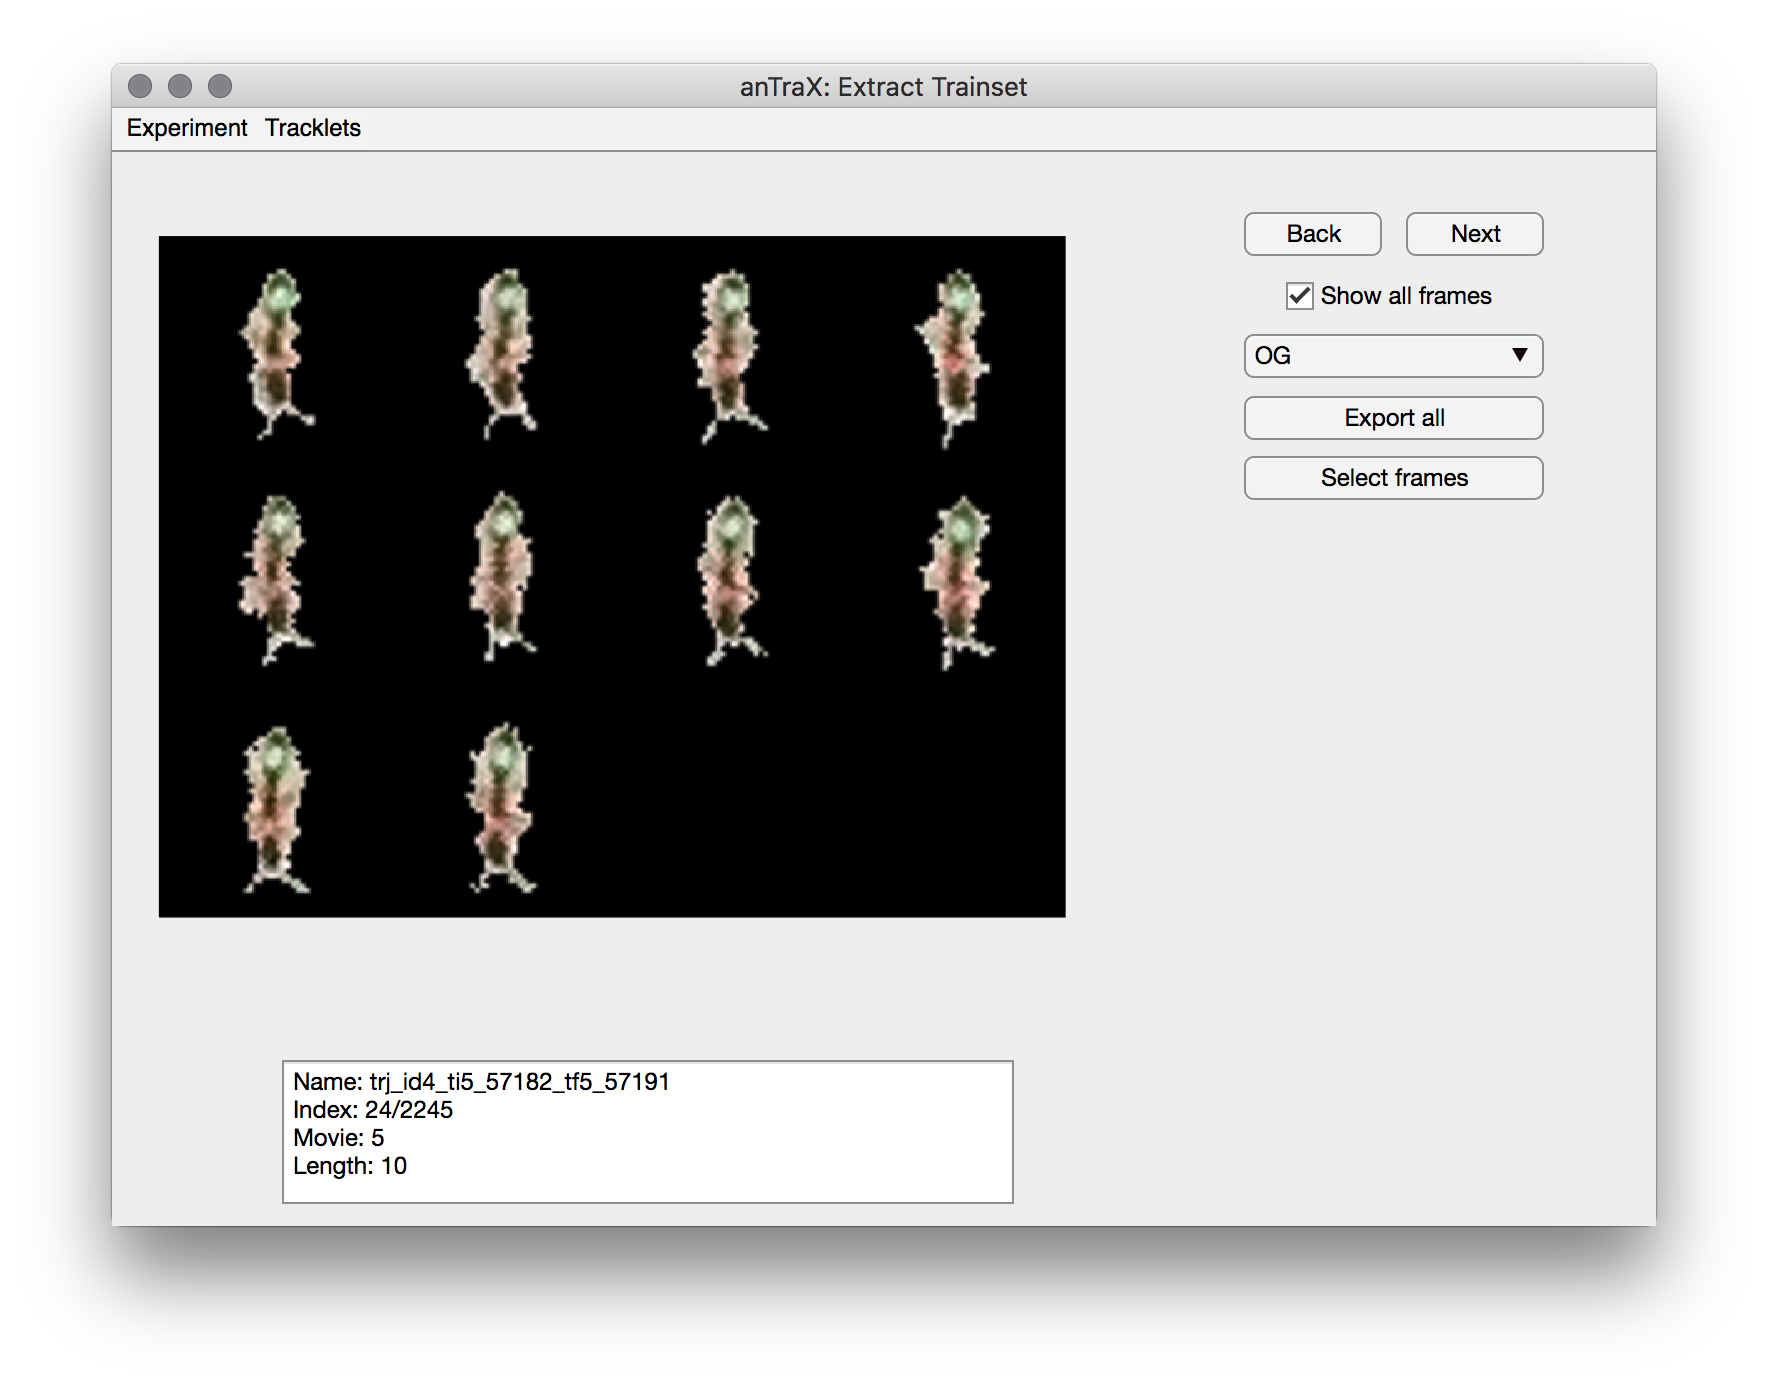 anTraX: Extract Trainset
Experiment Tracklets
Back Next
Show all frames
OG
Export all
Select frames
Name: trj_id4_ti5_57182_tf5_57191
Index: 24/2245
Movie: 5
Length: 10